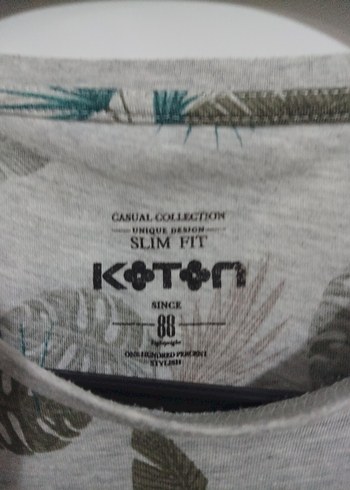 CASUAL COLLECTION
UNIQUE DESIGN
SLIM FIT
KOTON
SINCE
88
ONE HUNDRED PERCENT
STYLISH